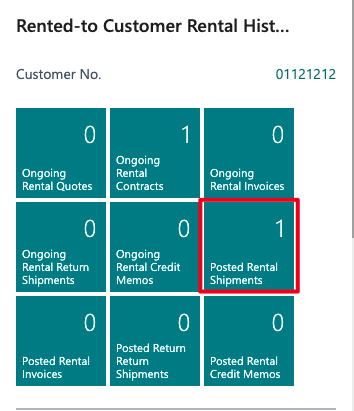 Rented-to Customer Rental Hist...
Customer No. 01121212
0
Ongoing
Rental Quotes
1
Ongoing
Rental
Contracts
0
Ongoing
Rental Invoices
0
Ongoing
Rental Return
Shipments
0
Ongoing
Rental Credit
Memos
1
Posted Rental
Shipments
0
Posted Rental
Invoices
0
Posted Return
Return
Shipments
0
Posted Rental
Credit Memos